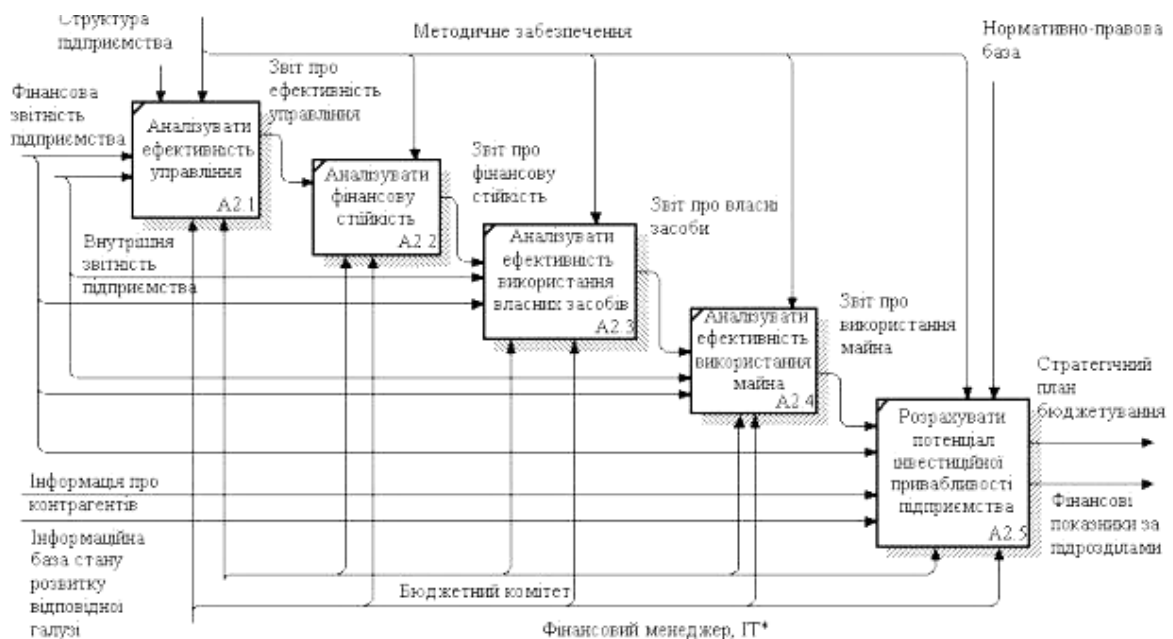 Структура
підприємства
Методичне забезпечення
Нормативно-правова
база
Фінансова
звітність
підприємства
Звіт про
ефективність
управління
Аналізувати
ефективність
управління
А2.1
Звіт про
фінансову
стійкість
Аналізувати
фінансову
стійкість
А2.2
Внутрішня
звітність
підприємства
Звіт про власні
засоби
Аналізувати
ефективність
використання
власних засобів
А2.3
Звіт про
використання
майна
Аналізувати
ефективність
використання
майна
А2.4
Стратегічний
план
бюджетування
Розрахувати
потенціал
інвестиційної
привабливості
підприємства
А2.5
Інформація про
контрагентів
Фінансові
показники за
підрозділами
Інформаційна
база стану
розвитку
відповідної
галузі
Бюджетний комітет
Фінансовий менеджер, ІТ*